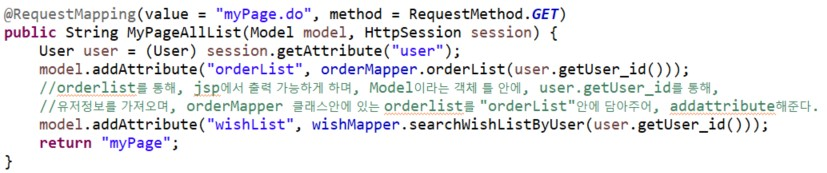 @RequestMapping(value = "myPage.do", method = RequestMethod.GET)
public String MyPageAllList(Model model, HttpSession session) {
    User user = (User) session.getAttribute("user");
    model.addAttribute("orderList", orderMapper.orderList(user.getUser_id()));
    //orderlist를 통해, jsp에서 출력 가능하게 하며, Model이라는 객체 틀 안에, user.getUser_id를 통해,
    //유저정보를 가져오며, orderMapper 클래스안에 있는 orderlist를 "orderList"안에 담아주어, addattribute해준다.
    model.addAttribute("wishList", wishMapper.searchWishListByUser(user.getUser_id()));
    return "myPage";
}